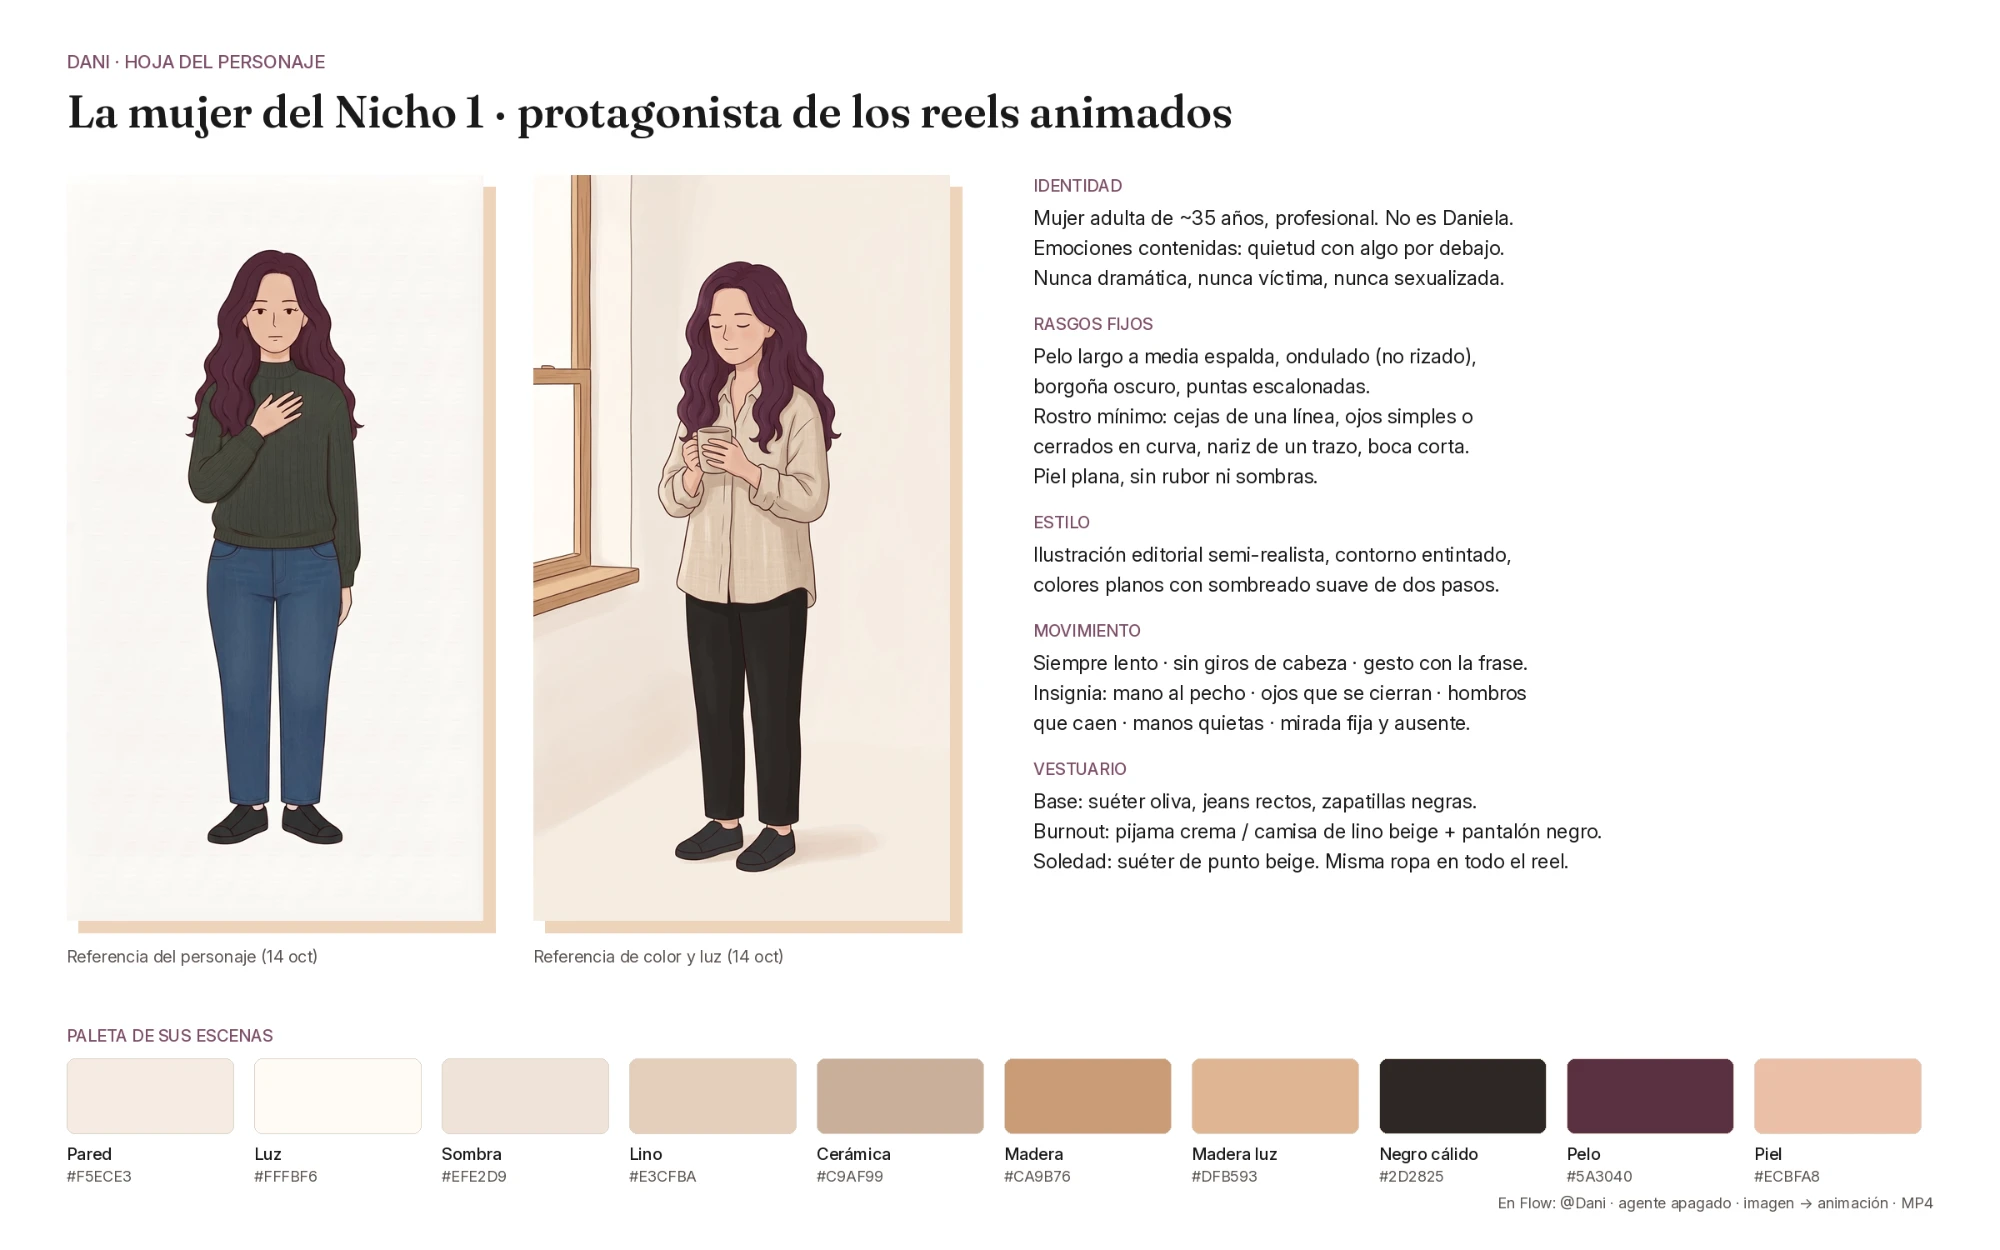 DANI · HOJA DEL PERSONAJE
La mujer del Nicho 1 · protagonista de los reels animados
IDENTIDAD
Mujer adulta de ~35 años, profesional. No es Daniela.
Emociones contenidas: quietud con algo por debajo.
Nunca dramática, nunca víctima, nunca sexualizada.
RASGOS FIJOS
Pelo largo a media espalda, ondulado (no rizado),
borgoña oscuro, puntas escalonadas.
Rostro mínimo: cejas de una línea, ojos simples o
cerrados en curva, nariz de un trazo, boca corta.
Piel plana, sin rubor ni sombras.
ESTILO
Ilustración editorial semi-realista, contorno entintado,
colores planos con sombreado suave de dos pasos.
MOVIMIENTO
Siempre lento · sin giros de cabeza · gesto con la frase.
Insignia: mano al pecho · ojos que se cierran · hombros
que caen · manos quietas · mirada fija y ausente.
VESTUARIO
Base: suéter oliva, jeans rectos, zapatillas negras.
Burnout: pijama crema / camisa de lino beige + pantalón negro.
Soledad: suéter de punto beige. Misma ropa en todo el reel.
Referencia del personaje (14 oct)
Referencia de color y luz (14 oct)
PALETA DE SUS ESCENAS
Pared
#F5ECE3
Luz
#FFFBF6
Sombra
#EFE2D9
Lino
#E3CFBA
Cerámica
#C9AF99
Madera
#CA9B76
Madera luz
#DFB593
Negro cálido
#2D2825
Pelo
#5A3040
Piel
#ECBFA8
En Flow: @Dani · agente apagado · imagen → animación · MP4